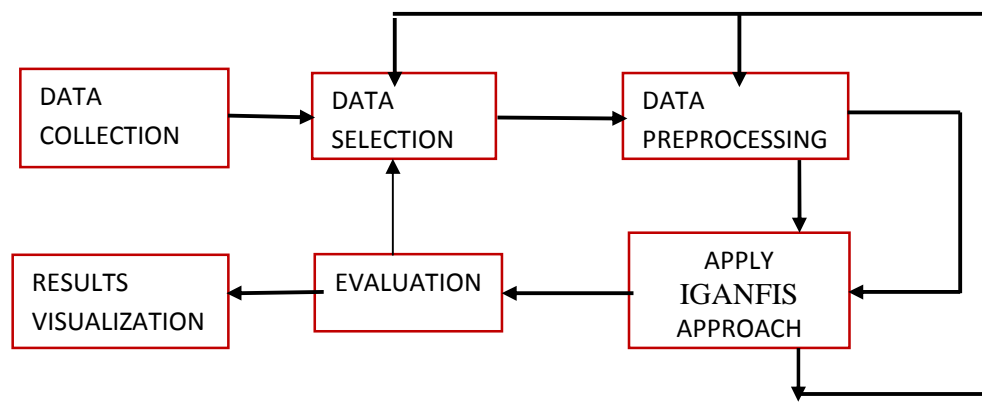 DATA
COLLECTION
DATA
SELECTION
DATA
PREPROCESSING
RESULTS
VISUALIZATION
EVALUATION
APPLY
IGANFIS
APPROACH